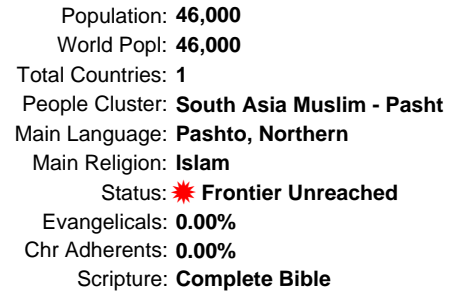 Population: 46,000
World Popl: 46,000
Total Countries: 1
People Cluster: South Asia Muslim - Pasht
Main Language: Pashto, Northern
Main Religion: Islam
Status: Frontier Unreached
Evangelicals: 0.00%
Chr Adherents: 0.00%
Scripture: Complete Bible